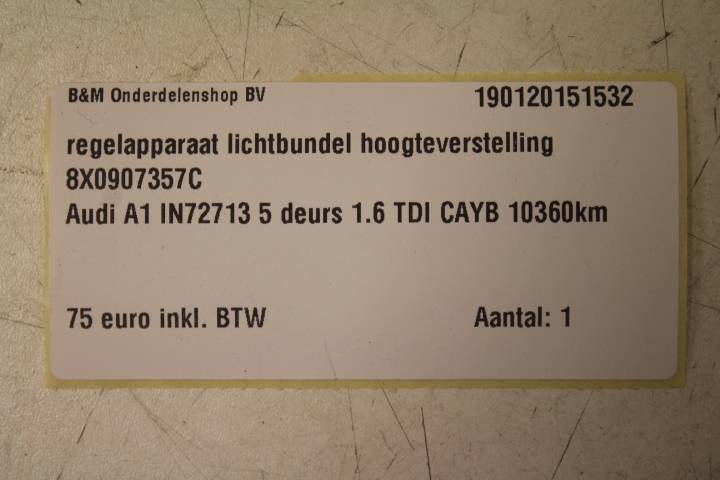 B&M Onderdelenshop BV 190120151532
regelapparaat lichtbundel hoogteverstelling
8X0907357C
Audi A1 IN72713 5 deurs 1.6 TDI CAYB 10360km
75 euro inkl. BTW Aantal: 1